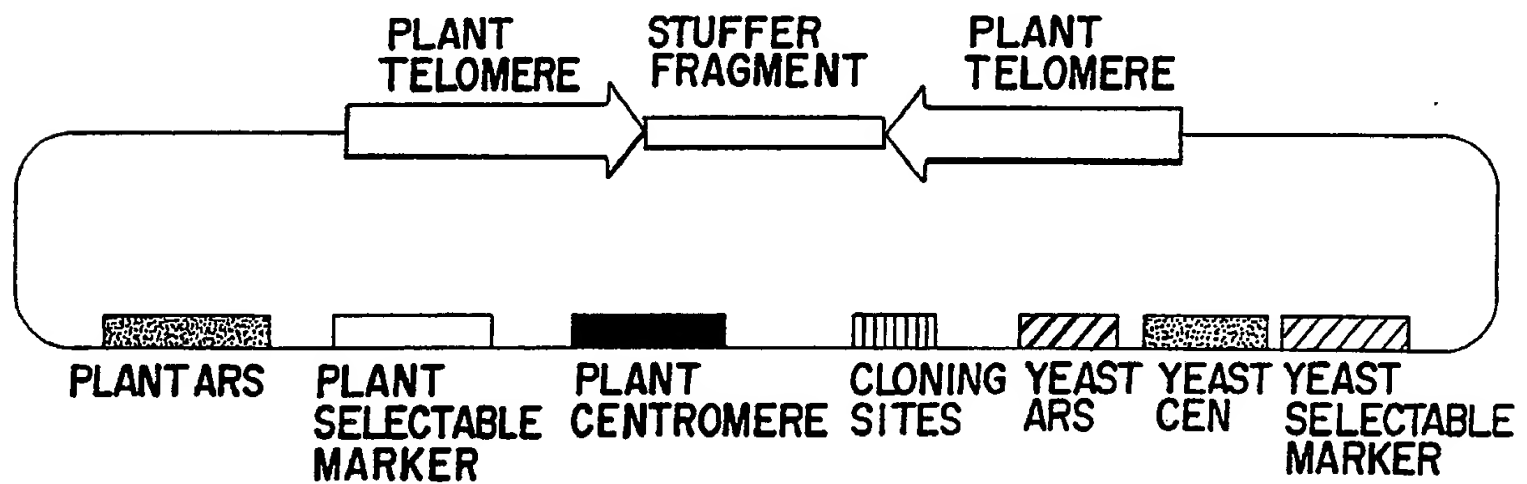 PLANT
TELOMERE
STUFFER
FRAGMENT
PLANT
TELOMERE
PLANT ARS
PLANT
SELECTABLE
MARKER
PLANT
CENTROMERE
CLONING
SITES
YEAST
ARS
YEAST
CEN
YEAST
SELECTABLE
MARKER